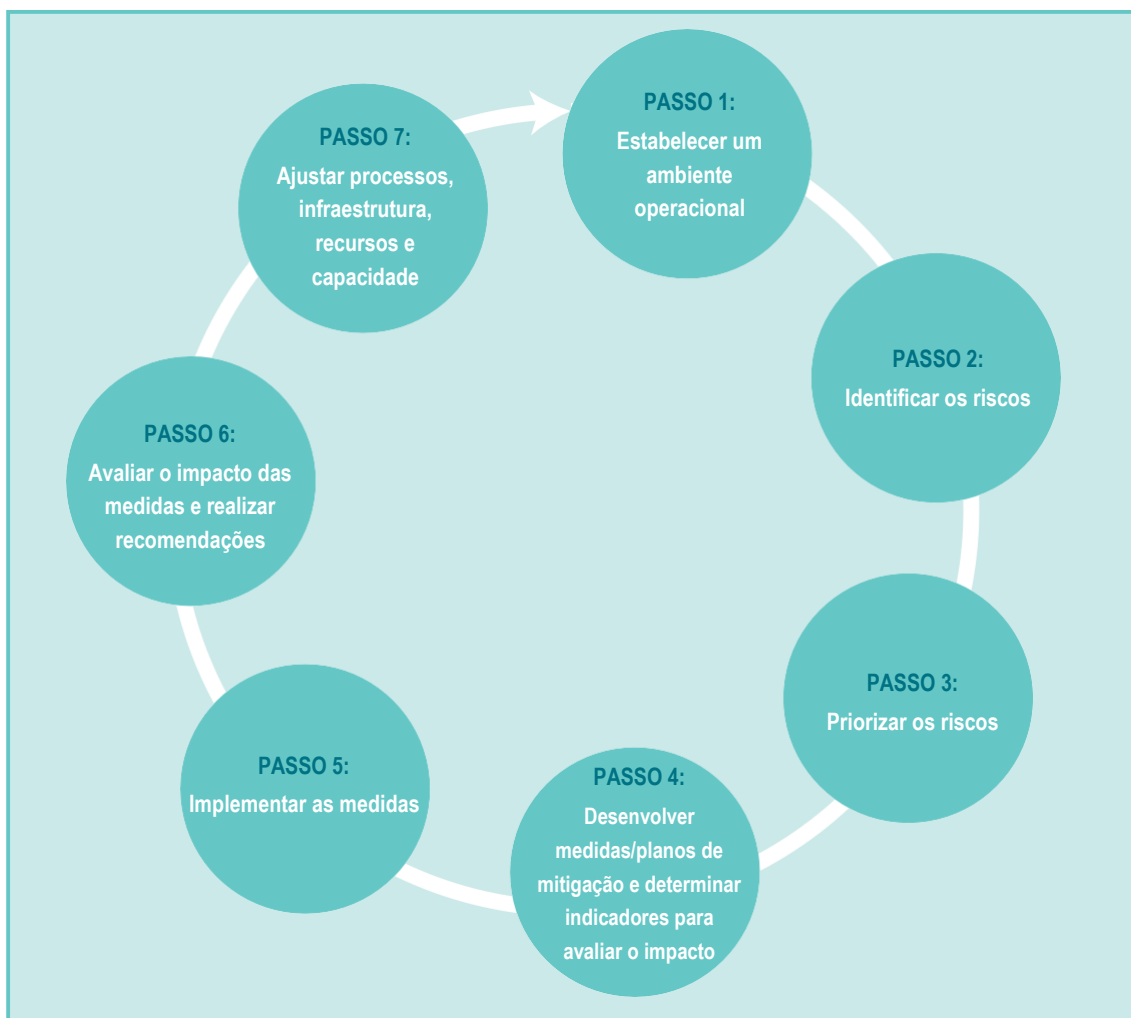 PASSO 1:
Estabelecer um
ambiente
operacional
PASSO 2:
Identificar os riscos
PASSO 3:
Priorizar os riscos
PASSO 4:
Desenvolver
medidas/planos de
mitigação e determinar
indicadores para
avaliar o impacto
PASSO 5:
Implementar as medidas
PASSO 6:
Avaliar o impacto das
medidas e realizar
recomendações
PASSO 7:
Ajustar processos,
infraestrutura,
recursos e
capacidade